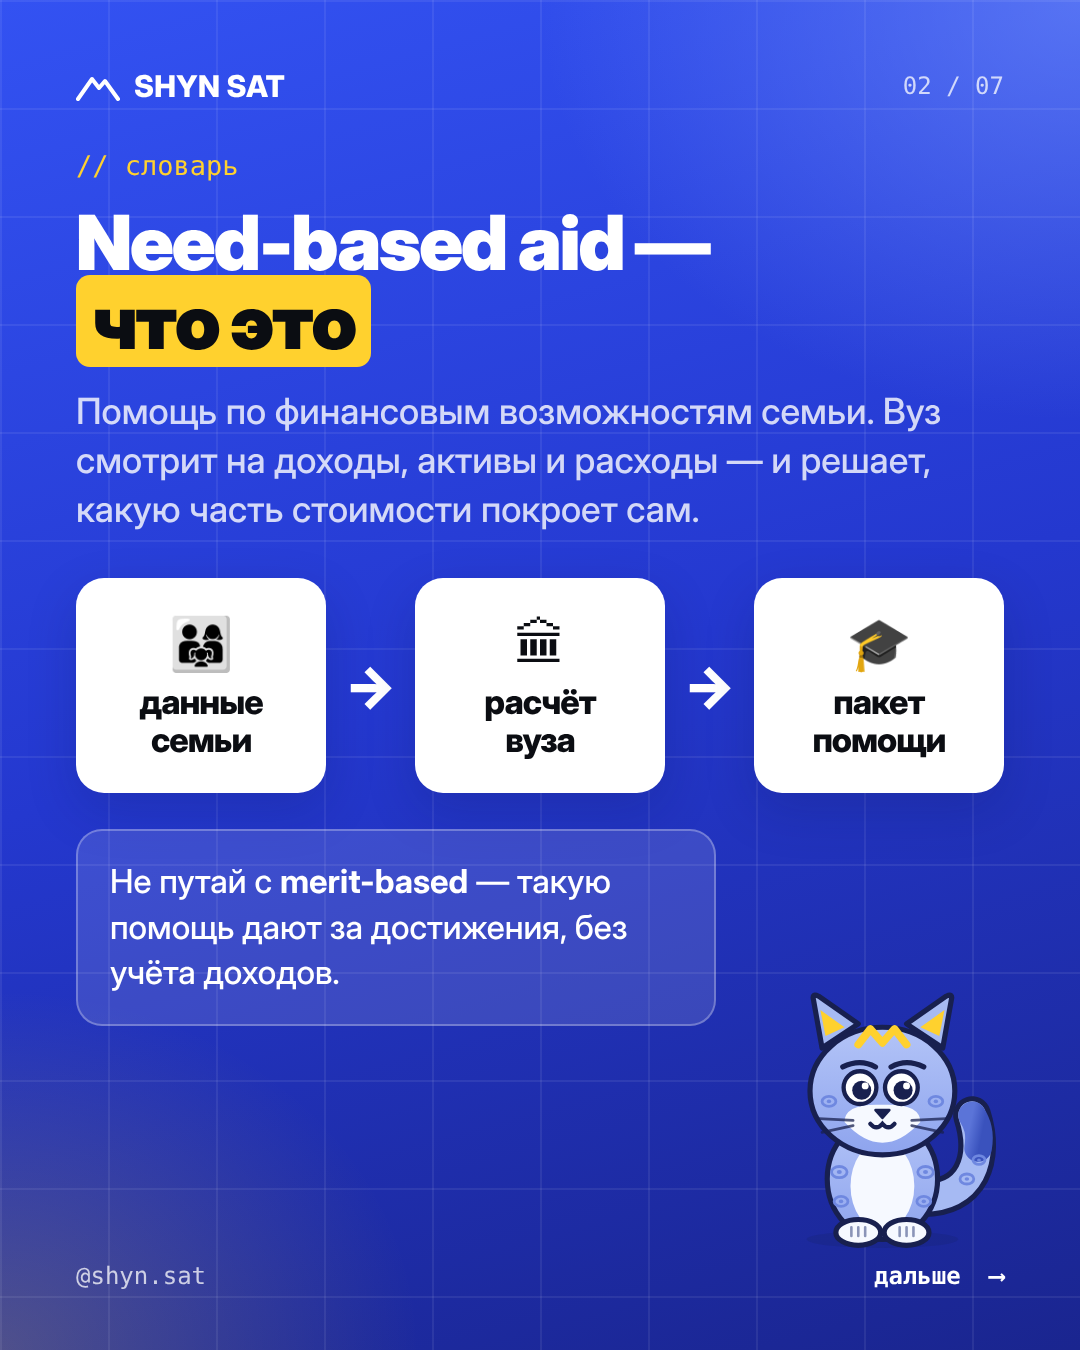 SHYN SAT
02 / 07
// словарь
Need-based aid —
что это
Помощь по финансовым возможностям семьи. Вуз
смотрит на доходы, активы и расходы — и решает,
какую часть стоимости покроет сам.
данные
семьи
→
расчёт
вуза
→
пакет
помощи
Не путай с merit-based — такую
помощь дают за достижения, без
учёта доходов.
@shyn.sat
дальше →